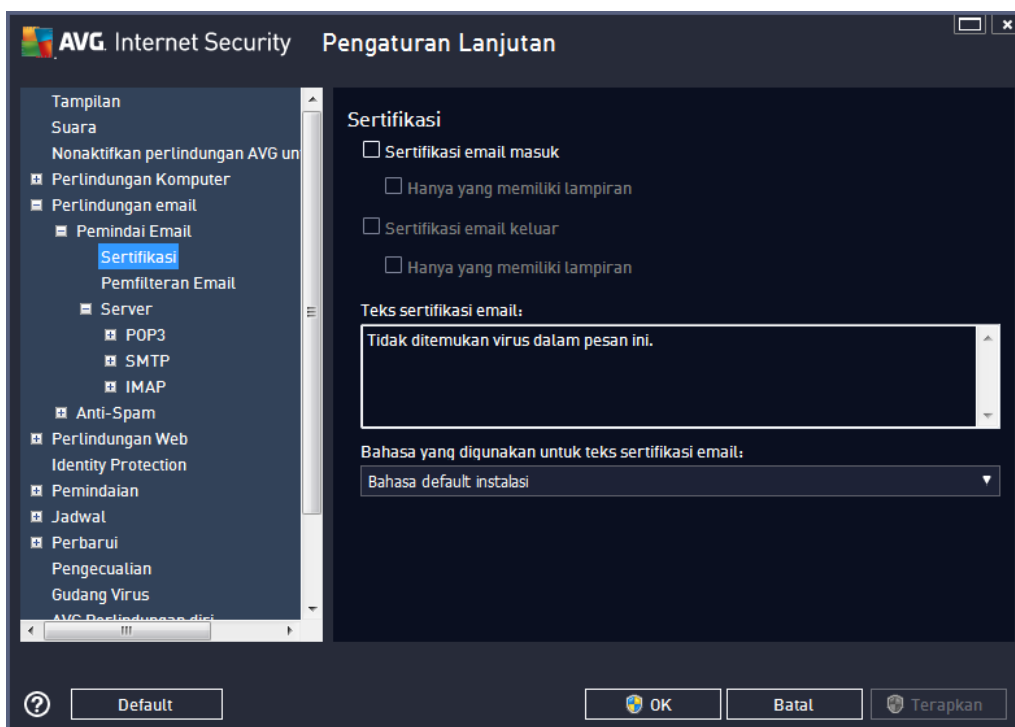 AVG. Internet Security Pengaturan Lanjutan
Tampilan
Suara
Nonaktifkan perlindungan AVG un
Perlindungan Komputer
Perlindungan email
Pemindai Email
Sertifikasi
Pemfilteran Email
Server
POP3
SMTP
IMAP
Anti-Spam
Perlindungan Web
Identity Protection
Pemindaian
Jadwal
Perbarui
Pengecualian
Gudang Virus
AVG Perlindungan diri
Sertifikasi
Sertifikasi email masuk
Hanya yang memiliki lampiran
Sertifikasi email keluar
Hanya yang memiliki lampiran
Teks sertifikasi email:
Tidak ditemukan virus dalam pesan ini.
Bahasa yang digunakan untuk teks sertifikasi email:
Bahasa default instalasi
Default
OK
Batal
Terapkan